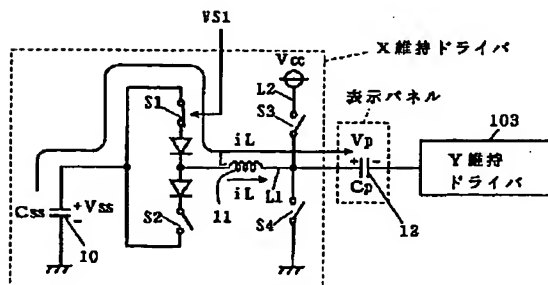 VS1
X維持ドライバ
Vcc
L2
表示パネル
S1
S3
103
iL
Vp
Y維持
ドライバ
L
+ -
iL
L1
Cp
Css
+
Vss
-
S2
11
S4
12
10